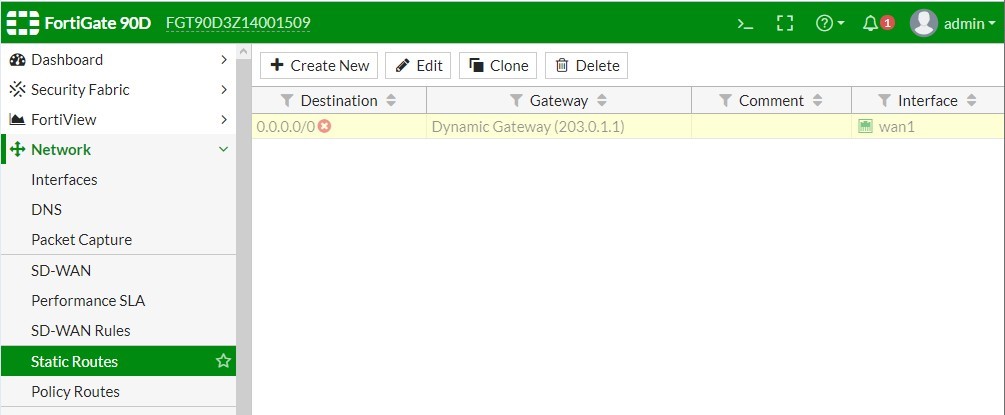 FortiGate 90D FGT90D3Z14001509 >_ 1 admin
Dashboard
Security Fabric
FortiView
Network
Interfaces
DNS
Packet Capture
SD-WAN
Performance SLA
SD-WAN Rules
Static Routes
Policy Routes
Create New Edit Clone Delete
Destination Gateway Comment Interface
0.0.0.0/0 Dynamic Gateway (203.0.1.1) wan1